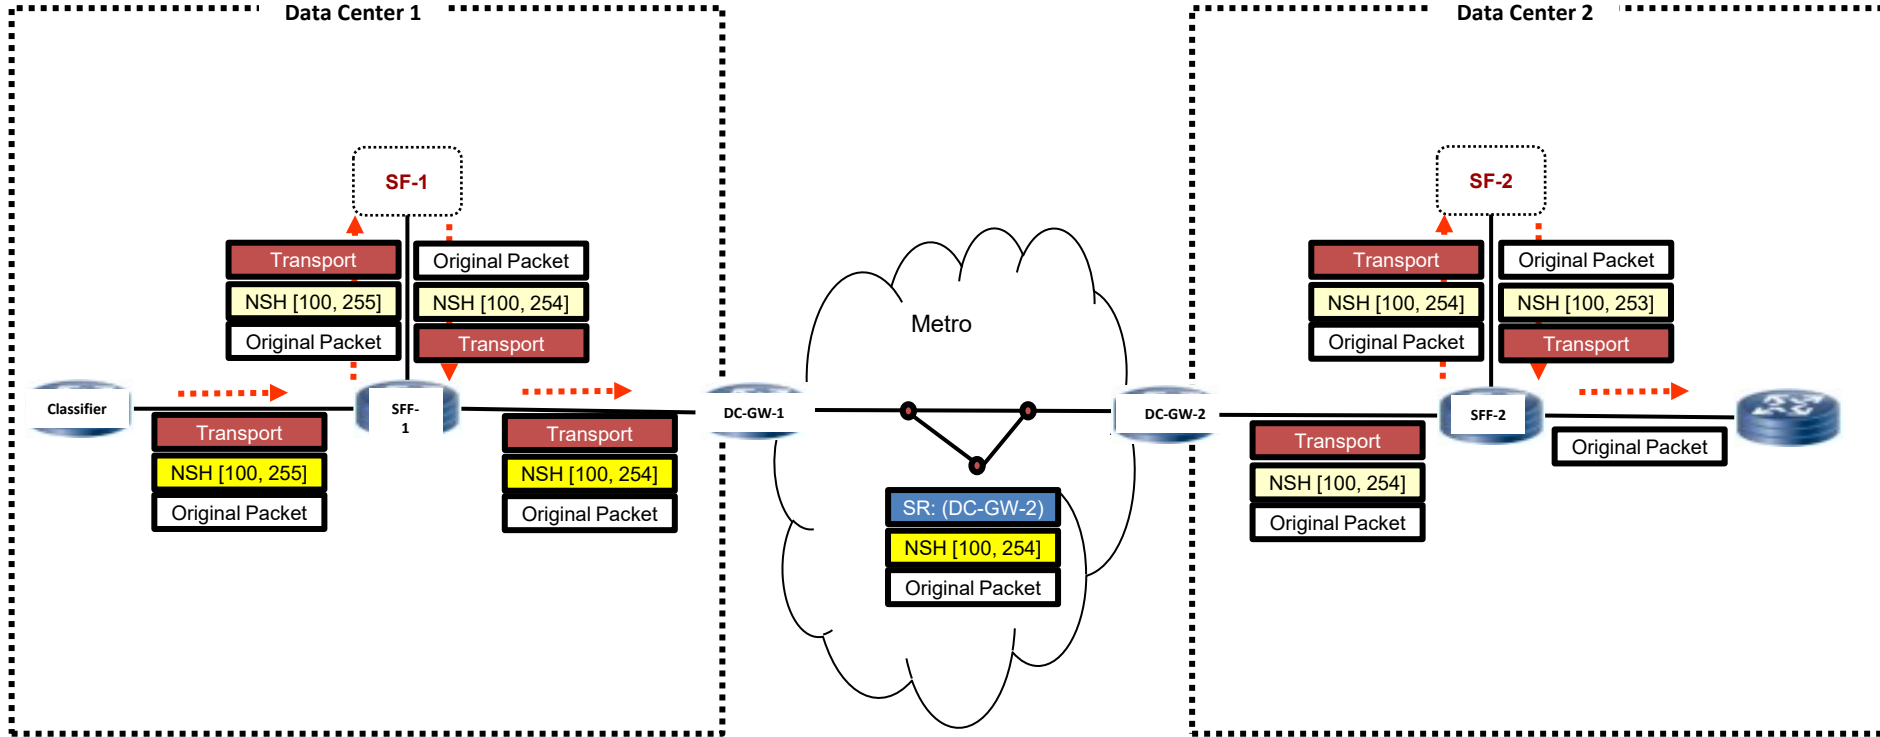 Data Center 1
Data Center 2
SF-1
SF-2
Transport
NSH [100, 255]
Original Packet
Original Packet
NSH [100, 254]
Transport
Transport
NSH [100, 254]
Original Packet
Original Packet
NSH [100, 253]
Transport
Metro
Classifier
SFF-
1
DC-GW-1
DC-GW-2
SFF-2
Transport
NSH [100, 255]
Original Packet
Transport
NSH [100, 254]
Original Packet
SR: (DC-GW-2)
NSH [100, 254]
Original Packet
Transport
NSH [100, 254]
Original Packet
Original Packet